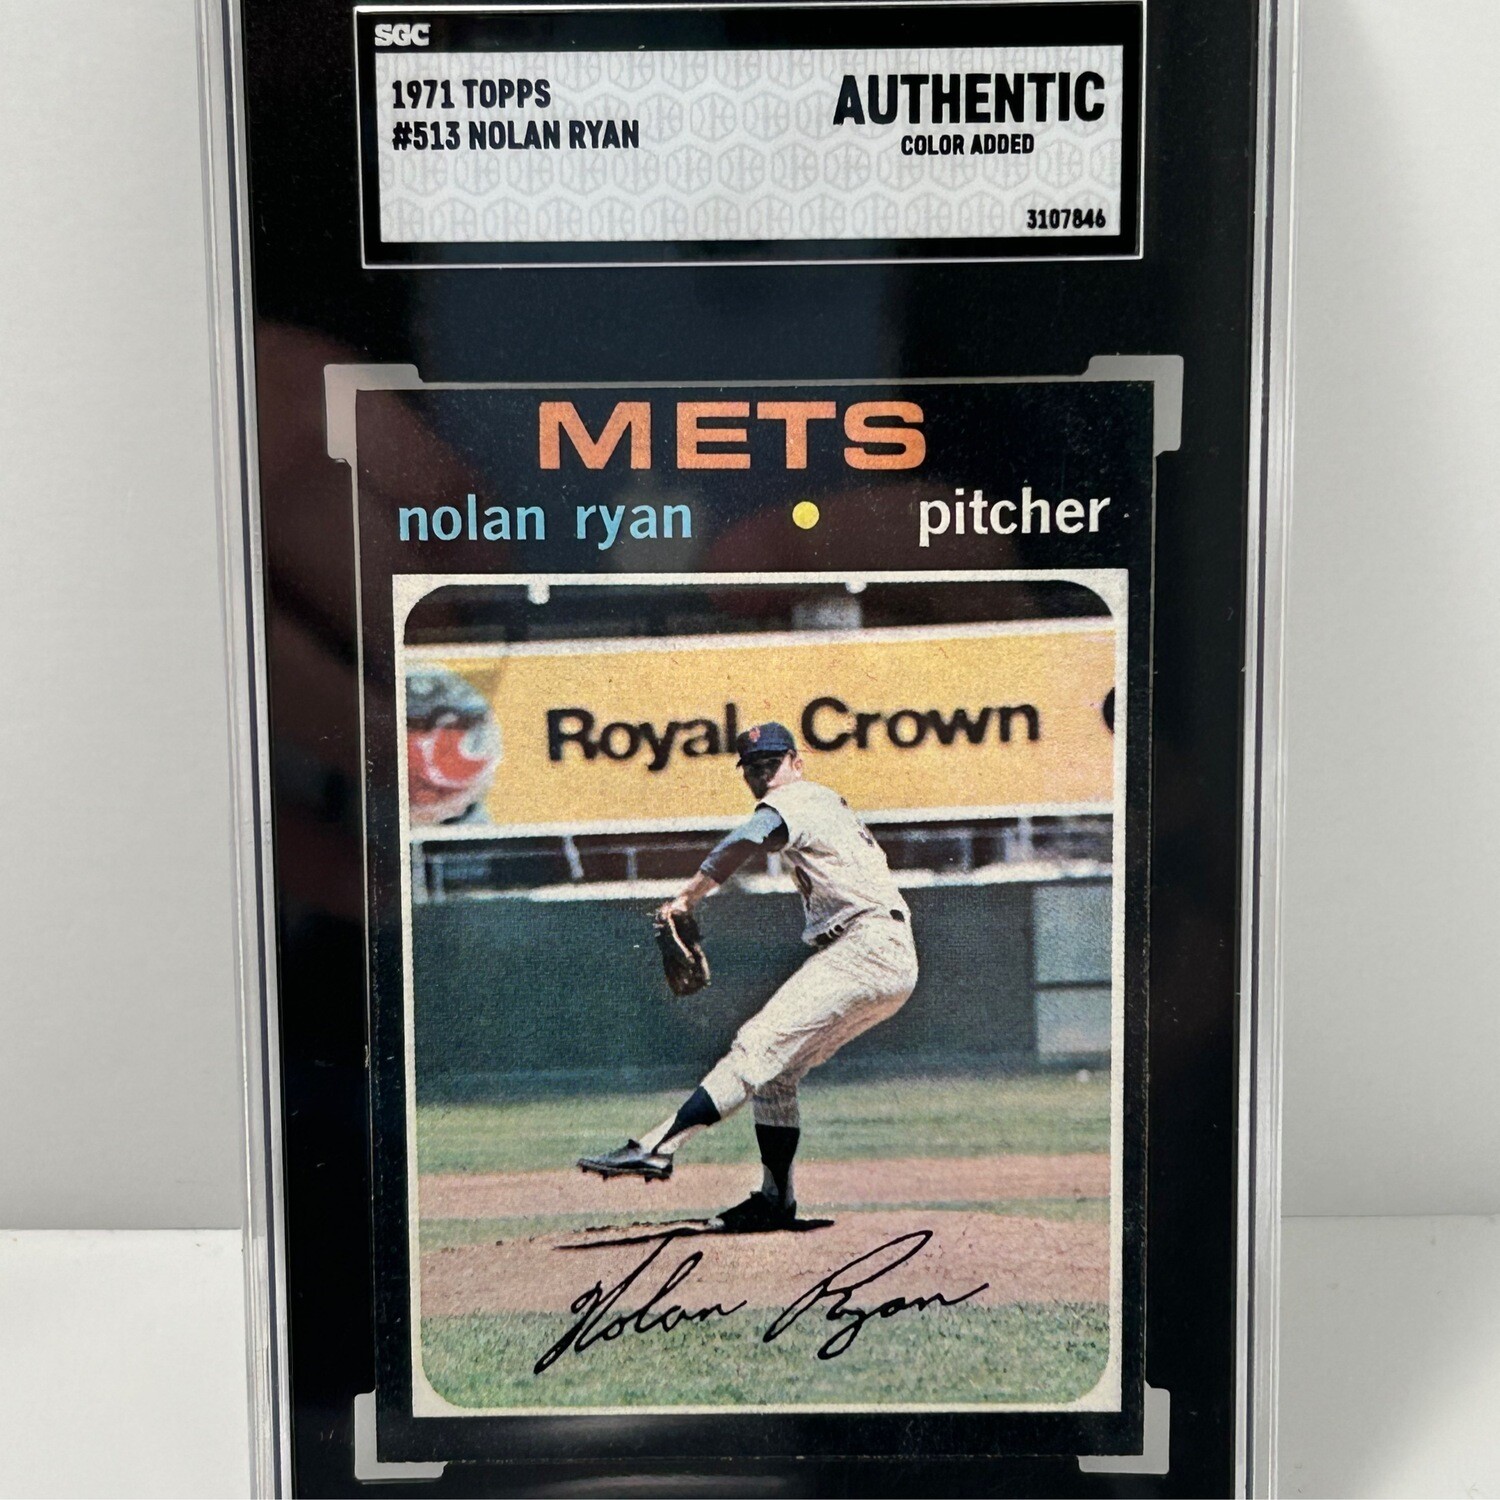 SGC
1971 TOPPS
#513 NOLAN RYAN
AUTHENTIC
COLOR ADDED
3107846
METS
nolan ryan • pitcher
Royal Crown
Nolan Ryan